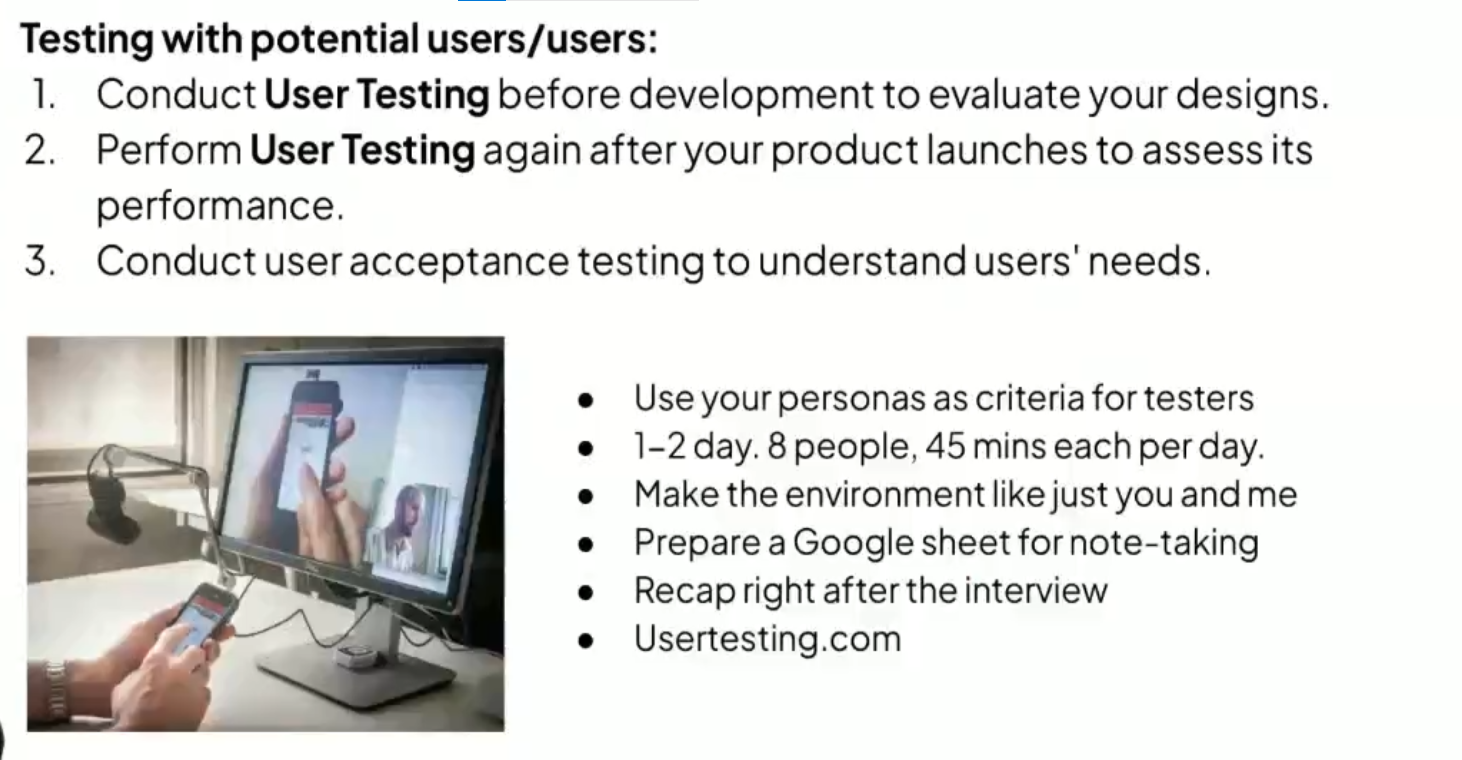 Testing with potential users/users:
1. Conduct User Testing before development to evaluate your designs.
2. Perform User Testing again after your product launches to assess its
performance.
3. Conduct user acceptance testing to understand users' needs.
● Use your personas as criteria for testers
● 1–2 day. 8 people, 45 mins each per day.
● Make the environment like just you and me
● Prepare a Google sheet for note-taking
● Recap right after the interview
● Usertesting.com